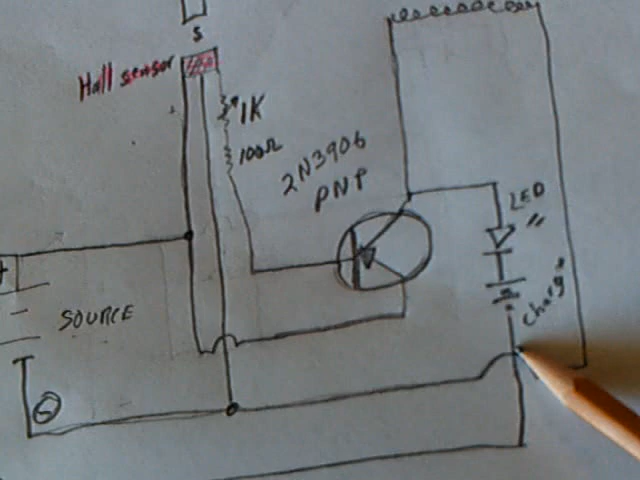 S
Hall sensor
1K
100Ω
2N3906
PNP
LED
+
SOURCE
Charge
-